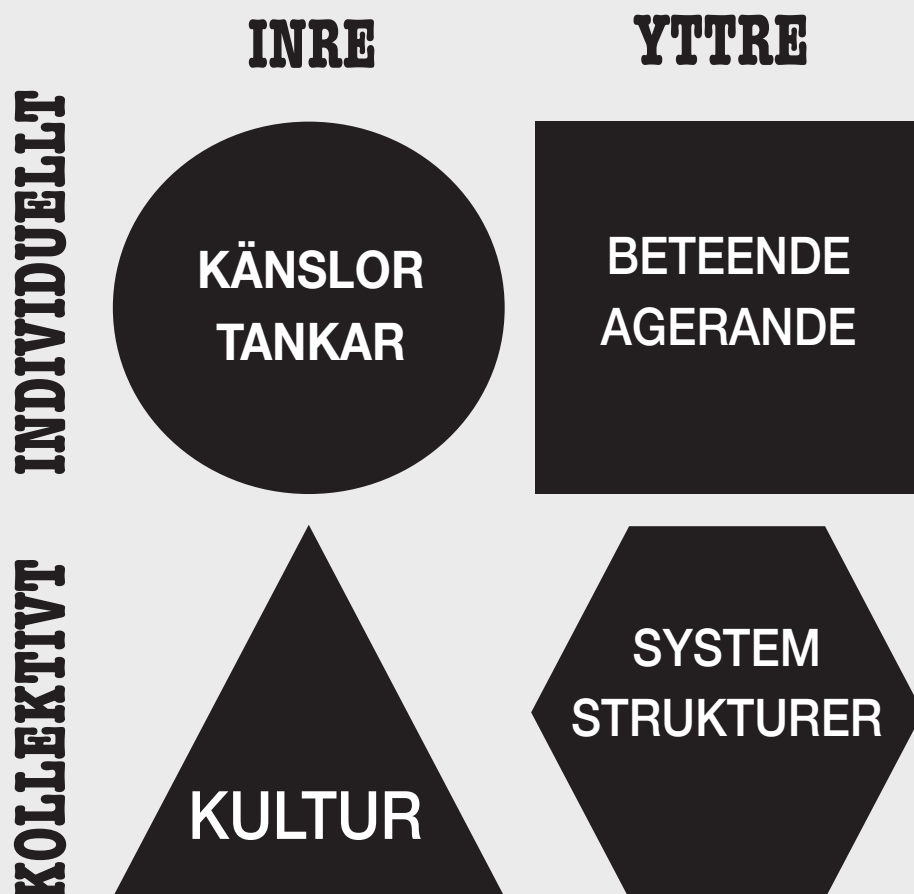 INRE
YTTRE
INDIVIDUELLT
KÄNSLOR
TANKAR
BETEENDE
AGERANDE
KOLLEKTIVT
KULTUR
SYSTEM
STRUKTURER